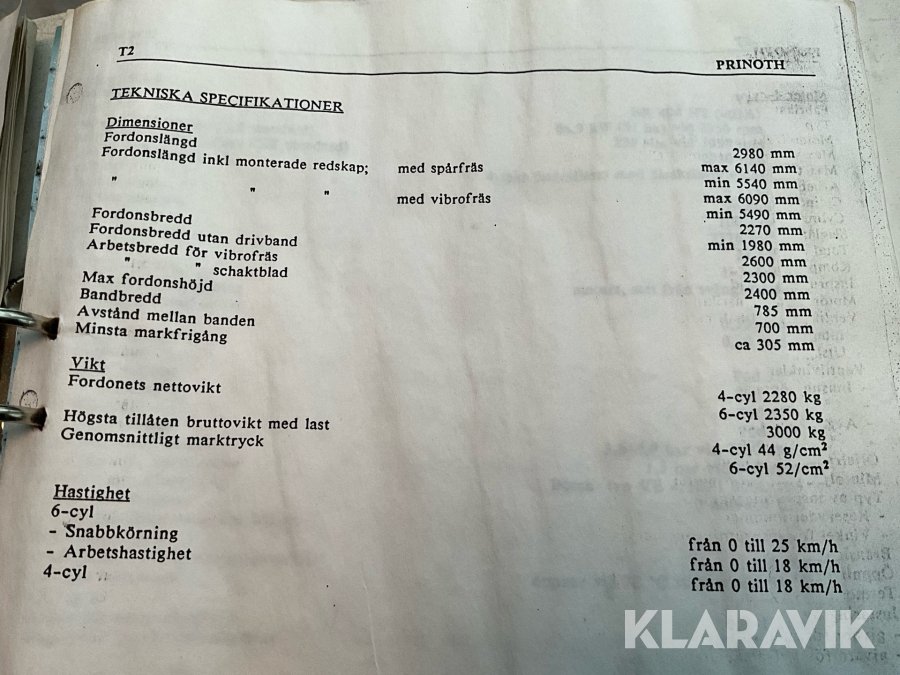 T2 PRINOTH
TEKNISKA SPECIFIKATIONER
Dimensioner
Fordonslängd 2980 mm
Fordonslängd inkl monterade redskap; med spårfräs max 6140 mm
min 5540 mm
" " " med vibrofräs max 6090 mm
min 5490 mm
Fordonsbredd 2270 mm
Fordonsbredd utan drivband min 1980 mm
Arbetsbredd för vibrofräs 2600 mm
" " schaktblad 2300 mm
Max fordonshöjd 2400 mm
Bandbredd 785 mm
Avstånd mellan banden 700 mm
Minsta markfrigång ca 305 mm
Vikt
Fordonets nettovikt 4-cyl 2280 kg
6-cyl 2350 kg
Högsta tillåten bruttovikt med last 3000 kg
Genomsnittligt marktryck 4-cyl 44 g/cm²
6-cyl 52/cm²
Hastighet
6-cyl
- Snabbkörning från 0 till 25 km/h
- Arbetshastighet från 0 till 18 km/h
4-cyl från 0 till 18 km/h
KLARAVIK